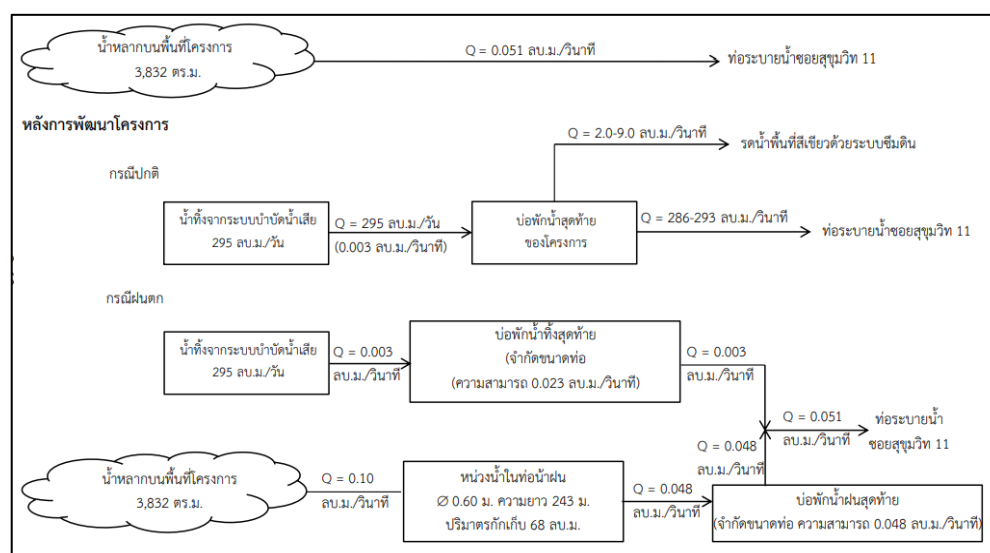 น้ำหลากบนพื้นที่โครงการ
3,832 ตร.ม.
Q = 0.051 ลบ.ม./วินาที
ท่อระบายน้ำซอยสุขุมวิท 11
หลังการพัฒนาโครงการ
Q = 2.0-9.0 ลบ.ม./วินาที
รดน้ำพื้นที่สีเขียวด้วยระบบซึมดิน
กรณีปกติ
น้ำทิ้งจากระบบบำบัดน้ำเสีย
295 ลบ.ม./วัน
Q = 295 ลบ.ม./วัน
(0.003 ลบ.ม./วินาที)
บ่อพักน้ำสุดท้าย
ของโครงการ
Q = 286-293 ลบ.ม./วินาที
ท่อระบายน้ำซอยสุขุมวิท 11
กรณีฝนตก
น้ำทิ้งจากระบบบำบัดน้ำเสีย
295 ลบ.ม./วัน
Q = 0.003
ลบ.ม./วินาที
บ่อพักน้ำทิ้งสุดท้าย
(จำกัดขนาดท่อ
(ความสามารถ 0.023 ลบ.ม./วินาที)
Q = 0.003
ลบ.ม./วินาที
Q = 0.051
ลบ.ม./วินาที
ท่อระบายน้ำ
ซอยสุขุมวิท 11
Q = 0.048
ลบ.ม./วินาที
น้ำหลากบนพื้นที่โครงการ
3,832 ตร.ม.
Q = 0.10
ลบ.ม./วินาที
หน่วงน้ำในท่อน้ำฝน
Ø 0.60 ม. ความยาว 243 ม.
ปริมาตรกักเก็บ 68 ลบ.ม.
Q = 0.048
ลบ.ม./วินาที
บ่อพักน้ำฝนสุดท้าย
(จำกัดขนาดท่อ ความสามารถ 0.048 ลบ.ม./วินาที)